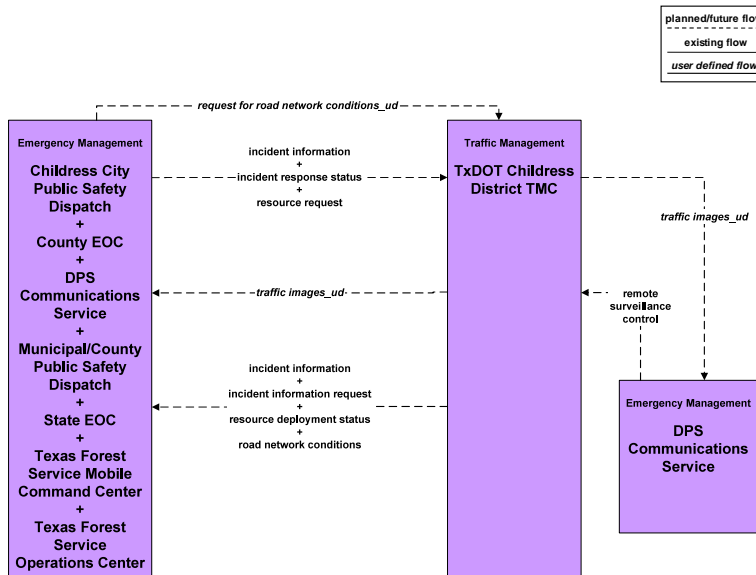 planned/future flow
existing flow
user defined flow
request for road network conditions_ud
Emergency Management
Childress City
Public Safety
Dispatch
+
County EOC
+
DPS
Communications
Service
+
Municipal/County
Public Safety
Dispatch
+
State EOC
+
Texas Forest
Service Mobile
Command Center
+
Texas Forest
Service
Operations Center
incident information
+
incident response status
+
resource request
traffic images_ud
incident information
+
incident information request
+
resource deployment status
+
road network conditions
Traffic Management
TxDOT Childress
District TMC
traffic images_ud
remote
surveillance
control
Emergency Management
DPS
Communications
Service